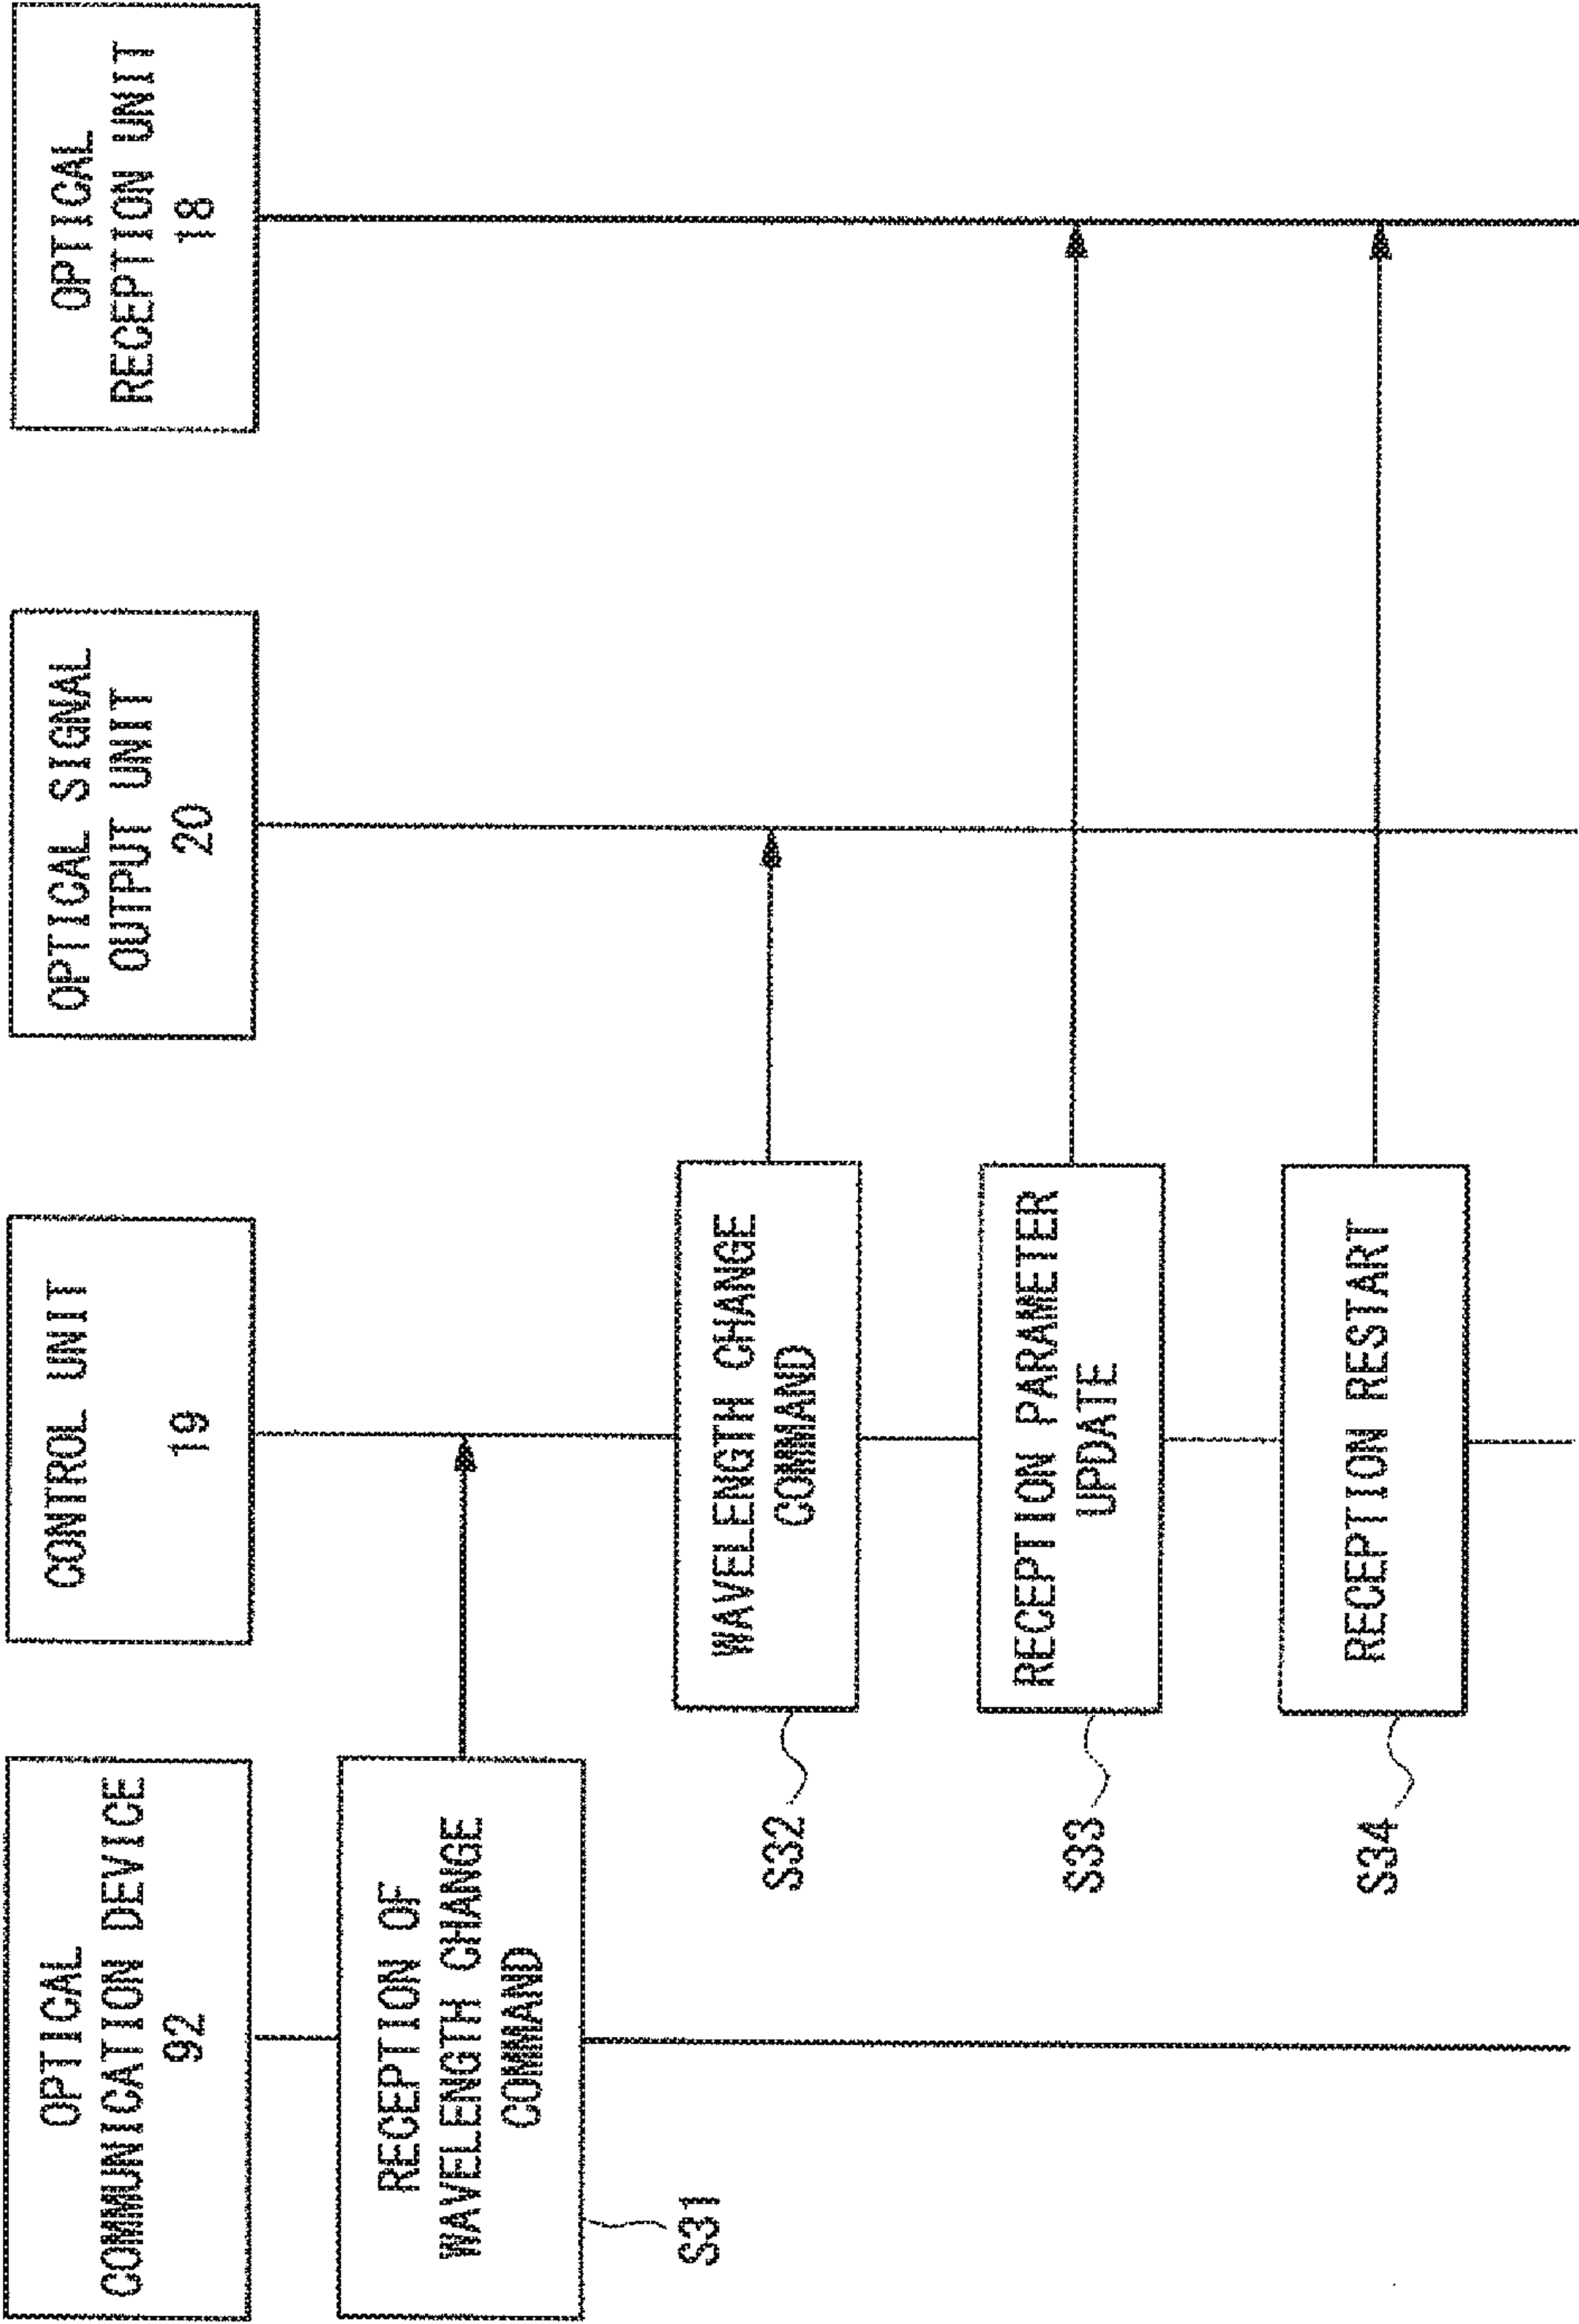 OPTICAL
COMMUNICATION DEVICE
92
CONTROL UNIT
19
OPTICAL SIGNAL
OUTPUT UNIT
20
OPTICAL
RECEPTION UNIT
18
RECEPTION OF
WAVELENGTH CHANGE
COMMAND
S31
WAVELENGTH CHANGE
COMMAND
S32
RECEPTION PARAMETER
UPDATE
S33
RECEPTION RESTART
S34